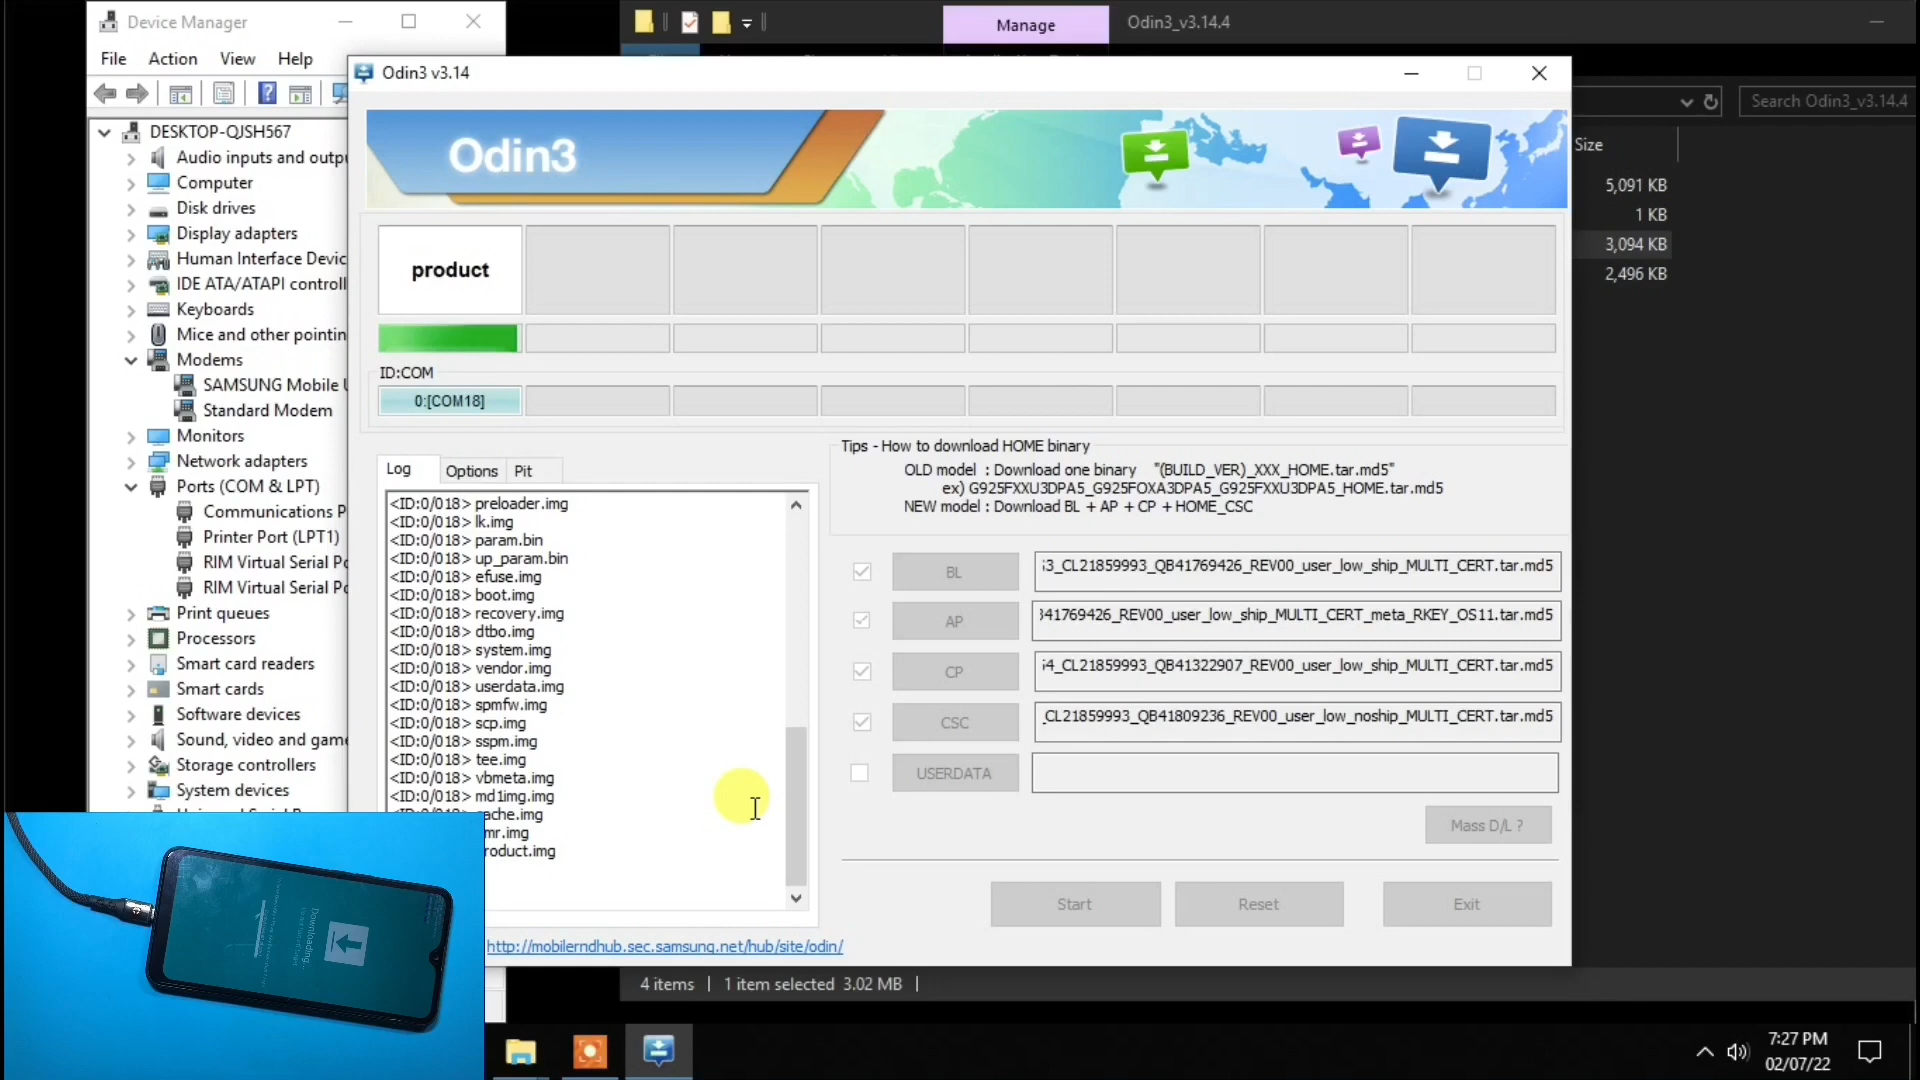 Device Manager
File Action View Help
DESKTOP-QJSH567
Audio inputs and outpu
Computer
Disk drives
Display adapters
Human Interface Devic
IDE ATA/ATAPI controll
Keyboards
Mice and other pointin
Modems
SAMSUNG Mobile U
Standard Modem
Monitors
Network adapters
Ports (COM & LPT)
Communications P
Printer Port (LPT1)
RIM Virtual Serial Po
RIM Virtual Serial Po
Print queues
Processors
Smart card readers
Smart cards
Software devices
Sound, video and game
Storage controllers
System devices
Manage
Odin3_v3.14.4
Search Odin3_v3.14.4
Size
5,091 KB
1 KB
3,094 KB
2,496 KB
Odin3 v3.14
Odin3
product
ID:COM
0:[COM18]
Log Options Pit
<ID:0/018> preloader.img
<ID:0/018> lk.img
<ID:0/018> param.bin
<ID:0/018> up_param.bin
<ID:0/018> efuse.img
<ID:0/018> boot.img
<ID:0/018> recovery.img
<ID:0/018> dtbo.img
<ID:0/018> system.img
<ID:0/018> vendor.img
<ID:0/018> userdata.img
<ID:0/018> spmfw.img
<ID:0/018> scp.img
<ID:0/018> sspm.img
<ID:0/018> tee.img
<ID:0/018> vbmeta.img
<ID:0/018> md1img.img
ache.img
mr.img
roduct.img
Tips - How to download HOME binary
OLD model : Download one binary "(BUILD_VER)_XXX_HOME.tar.md5"
ex) G925FXXU3DPA5_G925FOXA3DPA5_G925FXXU3DPA5_HOME.tar.md5
NEW model : Download BL + AP + CP + HOME_CSC
BL
i3_CL21859993_QB41769426_REV00_user_low_ship_MULTI_CERT.tar.md5
AP
341769426_REV00_user_low_ship_MULTI_CERT_meta_RKEY_OS11.tar.md5
CP
i4_CL21859993_QB41322907_REV00_user_low_ship_MULTI_CERT.tar.md5
CSC
_CL21859993_QB41809236_REV00_user_low_noship_MULTI_CERT.tar.md5
USERDATA
Mass D/L ?
Start Reset Exit
http://mobilerndhub.sec.samsung.net/hub/site/odin/
4 items 1 item selected 3.02 MB
Downloading...
7:27 PM
02/07/22